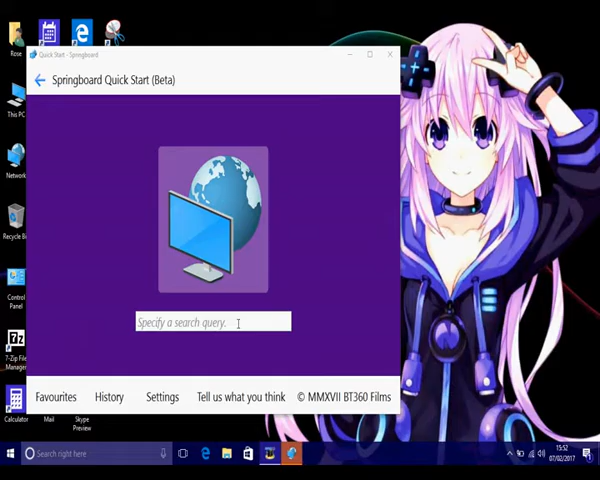 Rose
Quick Start - Springboard
Springboard Quick Start (Beta)
This PC
Network
Recycle Bi
Specify a search query.
Control
Panel
7-Zip File
Manager
Favourites
History
Settings
Tell us what you think
© MMXVII BT360 Films
Calculator
Mail
Skype
Preview
Search right here
15:52
07/02/2017